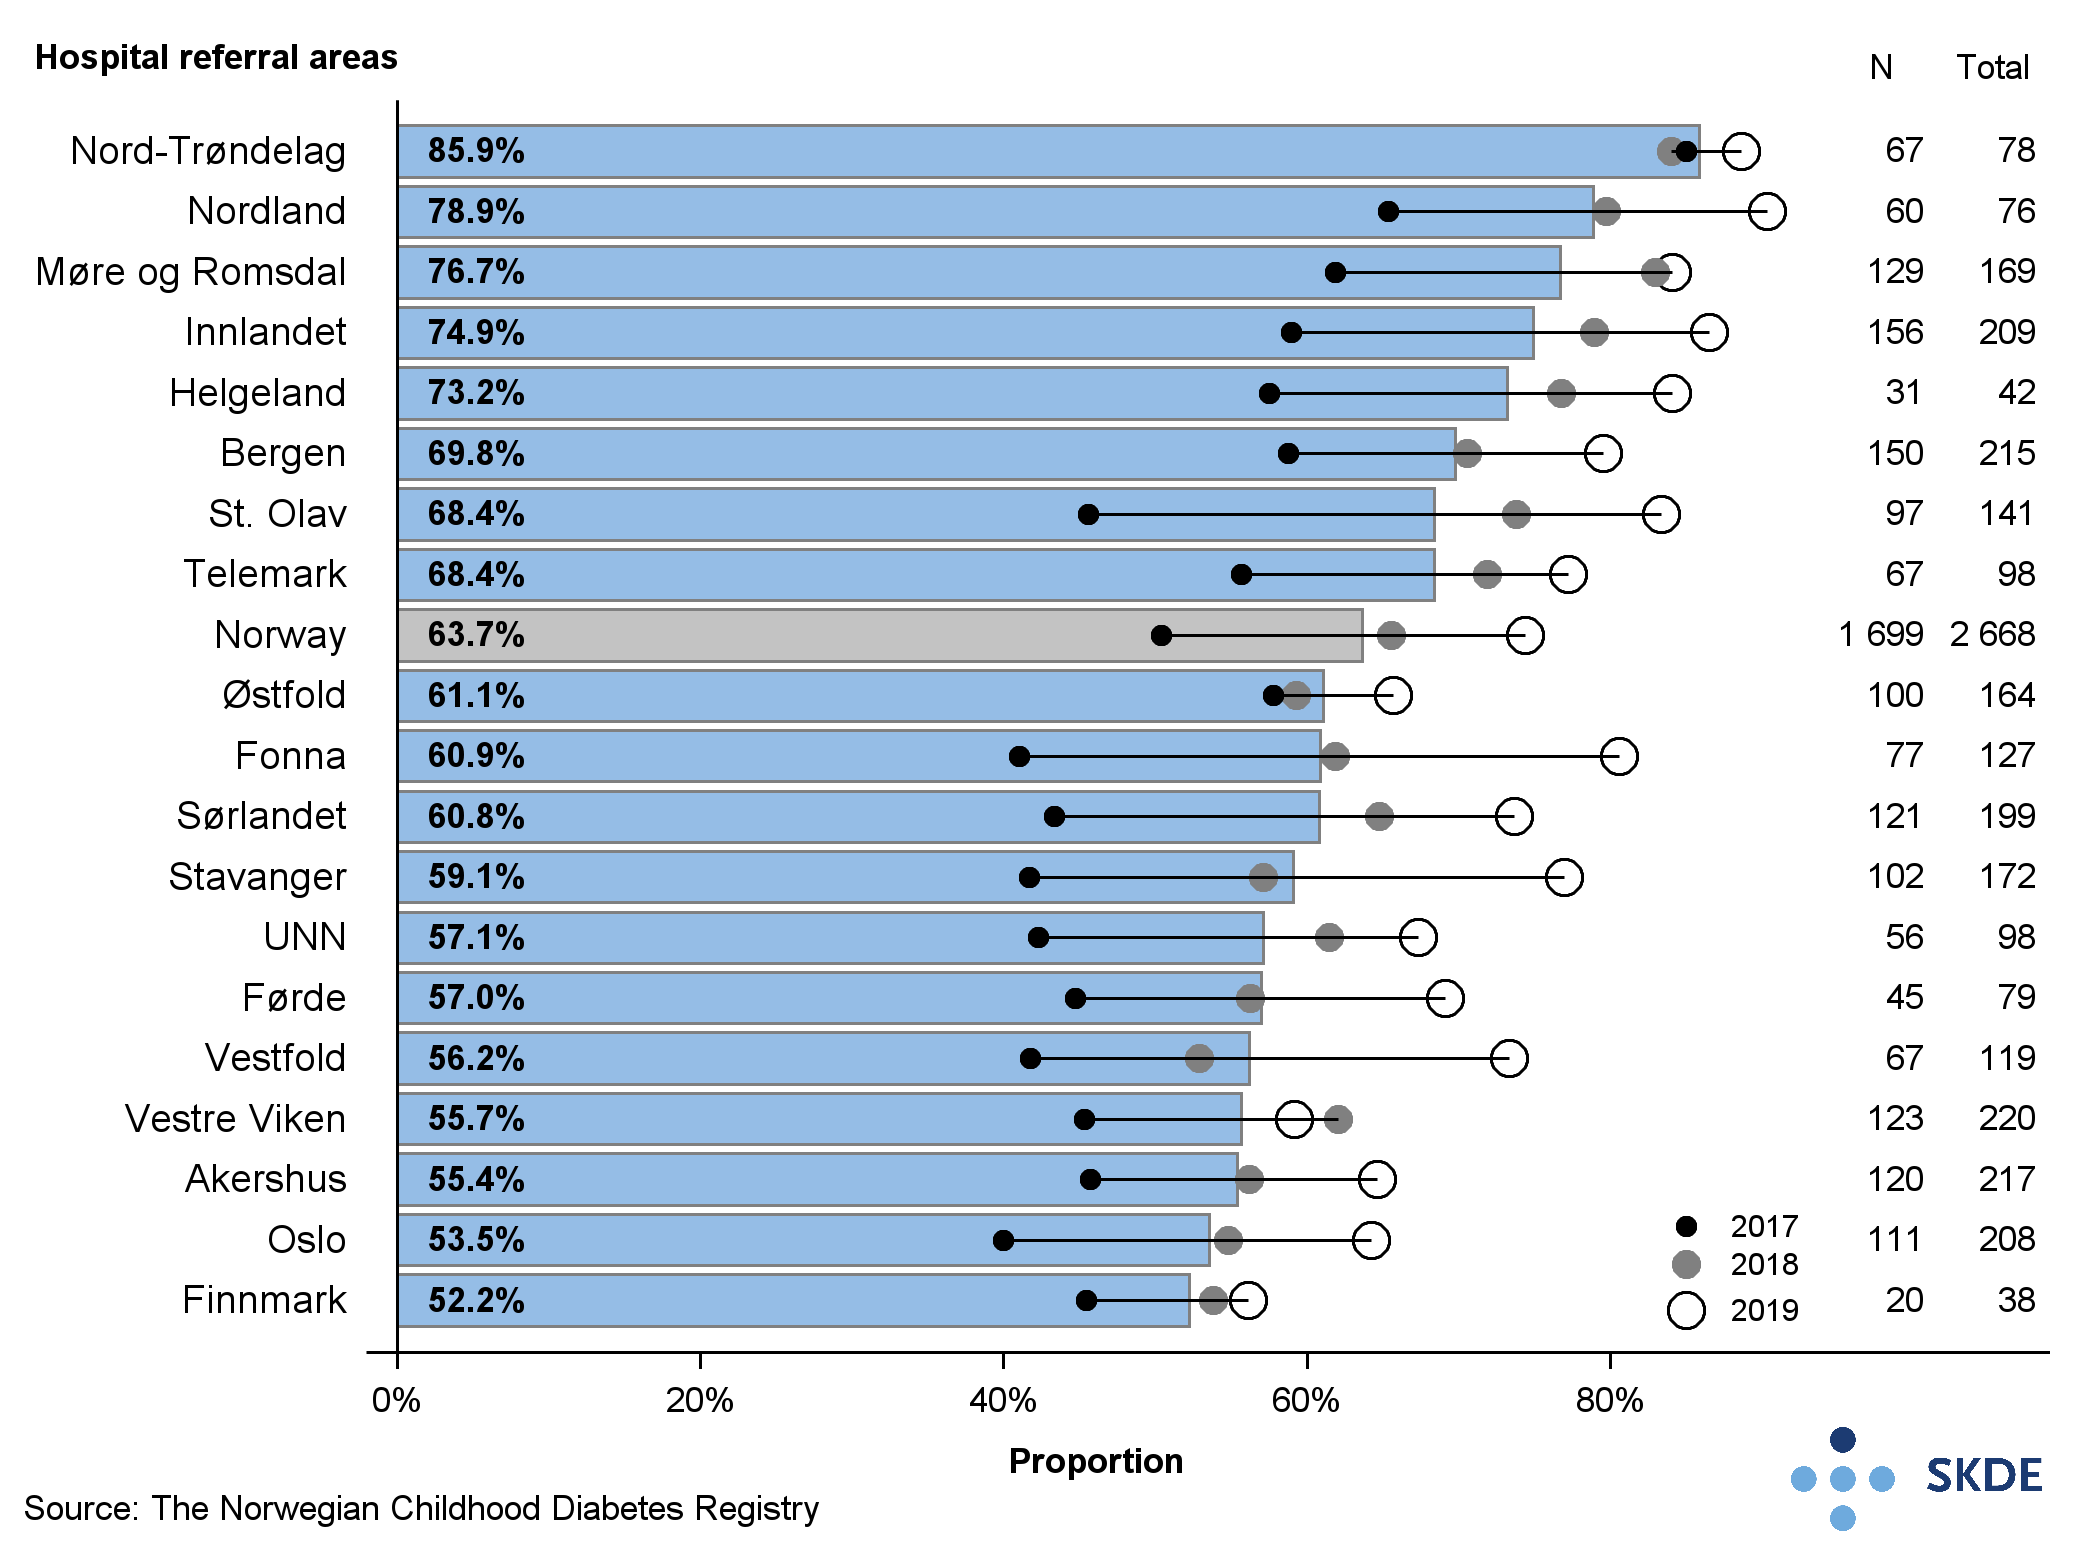 Hospital referral areas N Total
Nord-Trøndelag 85.9% 67 78
Nordland 78.9% 60 76
Møre og Romsdal 76.7% 129 169
Innlandet 74.9% 156 209
Helgeland 73.2% 31 42
Bergen 69.8% 150 215
St. Olav 68.4% 97 141
Telemark 68.4% 67 98
Norway 63.7% 1 699 2 668
Østfold 61.1% 100 164
Fonna 60.9% 77 127
Sørlandet 60.8% 121 199
Stavanger 59.1% 102 172
UNN 57.1% 56 98
Førde 57.0% 45 79
Vestfold 56.2% 67 119
Vestre Viken 55.7% 123 220
Akershus 55.4% 120 217
Oslo 53.5% 111 208
Finnmark 52.2% 20 38
2017
2018
2019
0% 20% 40% 60% 80%
Proportion
SKDE
Source: The Norwegian Childhood Diabetes Registry